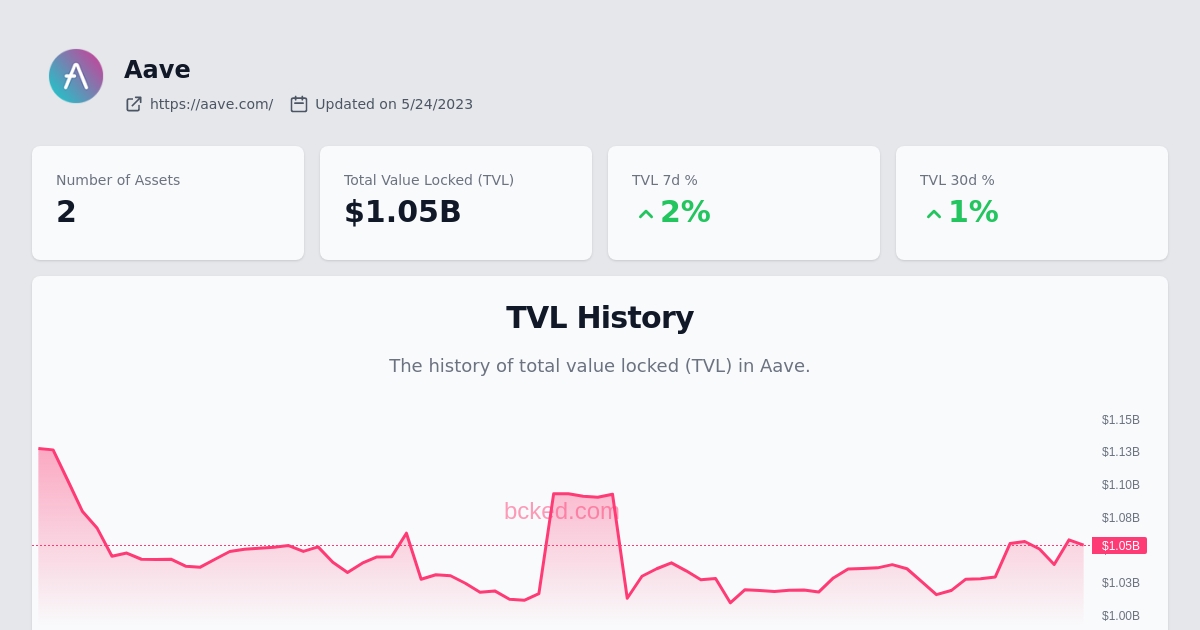 Aave
https://aave.com/ Updated on 5/24/2023
Number of Assets
2
Total Value Locked (TVL)
$1.05B
TVL 7d %
2%
TVL 30d %
1%
TVL History
The history of total value locked (TVL) in Aave.
$1.15B
$1.13B
$1.10B
bcked.com
$1.08B
$1.05B
$1.03B
$1.00B